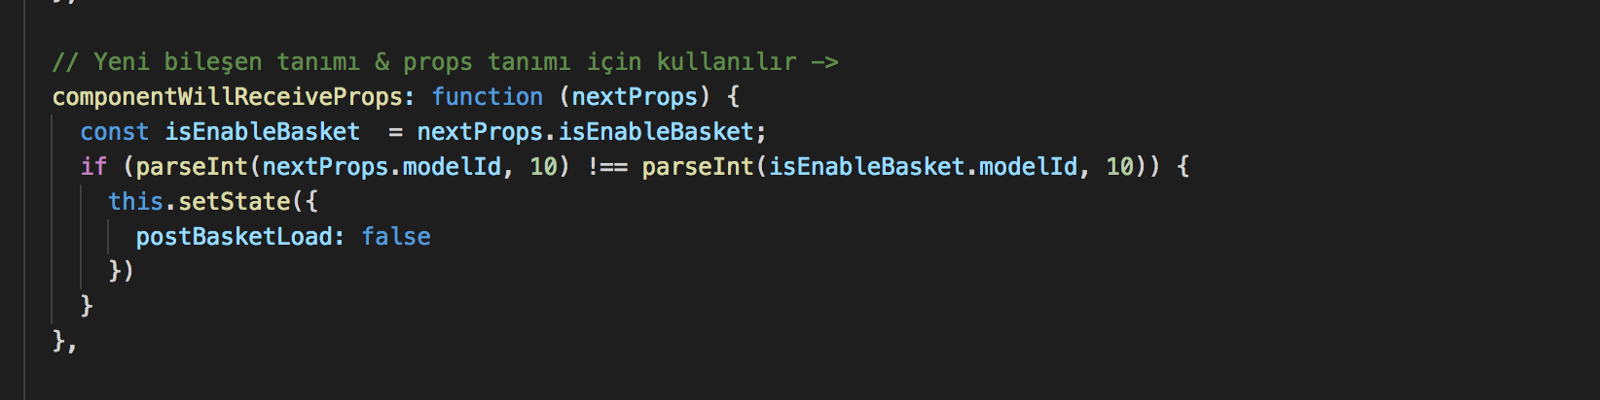 },
// Yeni bileşen tanımı & props tanımı için kullanılır ->
componentWillReceiveProps: function (nextProps) {
const isEnableBasket  = nextProps.isEnableBasket;
if (parseInt(nextProps.modelId, 10) !== parseInt(isEnableBasket.modelId, 10)) {
this.setState({
postBasketLoad: false
})
}
},